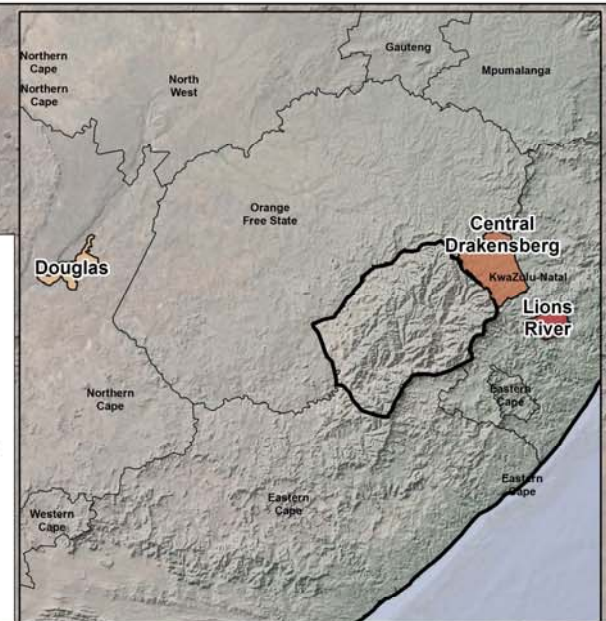 Gauteng
Northern
Cape
North
West
Mpumalanga
Northern
Cape
Orange
Free State
Central
Drakensberg
Douglas
KwaZulu-Natal
Lions
River
Northern
Cape
Eastern
Cape
Eastern
Cape
Eastern
Cape
Western
Cape